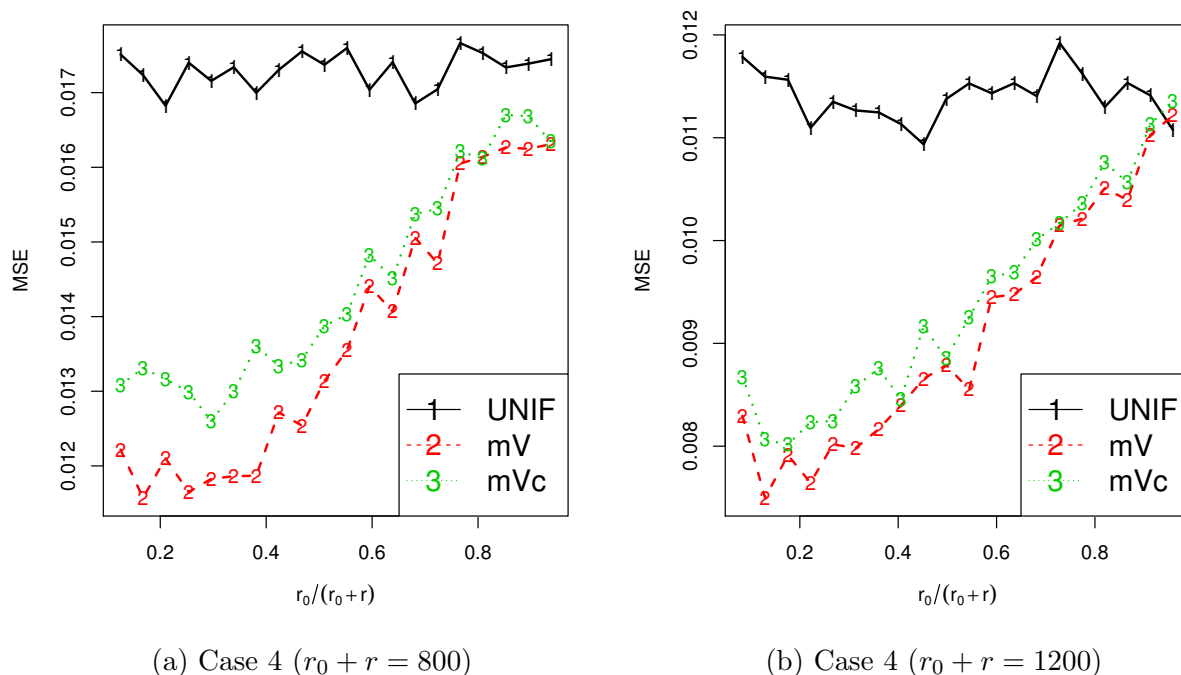 MSE
0.012 0.013 0.014 0.015 0.016 0.017
0.2 0.4 0.6 0.8
r₀/(r₀+r)
1 UNIF
2 mV
3 mVc
(a) Case 4 (r₀ + r = 800)
MSE
0.008 0.009 0.010 0.011 0.012
0.2 0.4 0.6 0.8
r₀/(r₀+r)
1 UNIF
2 mV
3 mVc
(b) Case 4 (r₀ + r = 1200)